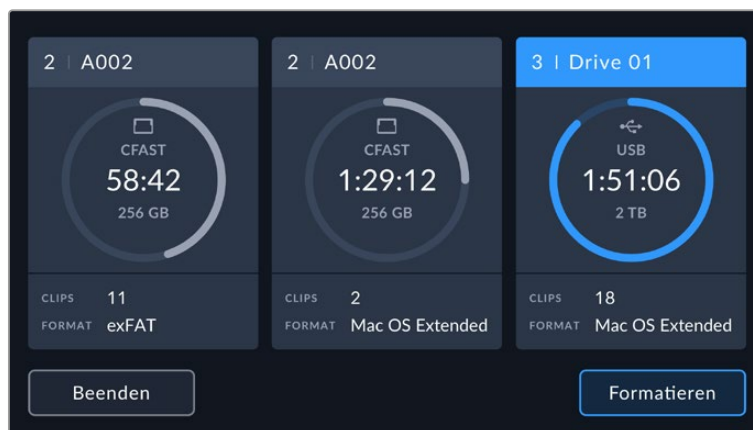 2 | A002
CFAST
58:42
256 GB
CLIPS 11
FORMAT exFAT
2 | A002
CFAST
1:29:12
256 GB
CLIPS 2
FORMAT Mac OS Extended
3 | Drive 01
USB
1:51:06
2 TB
CLIPS 18
FORMAT Mac OS Extended
Beenden
Formatieren